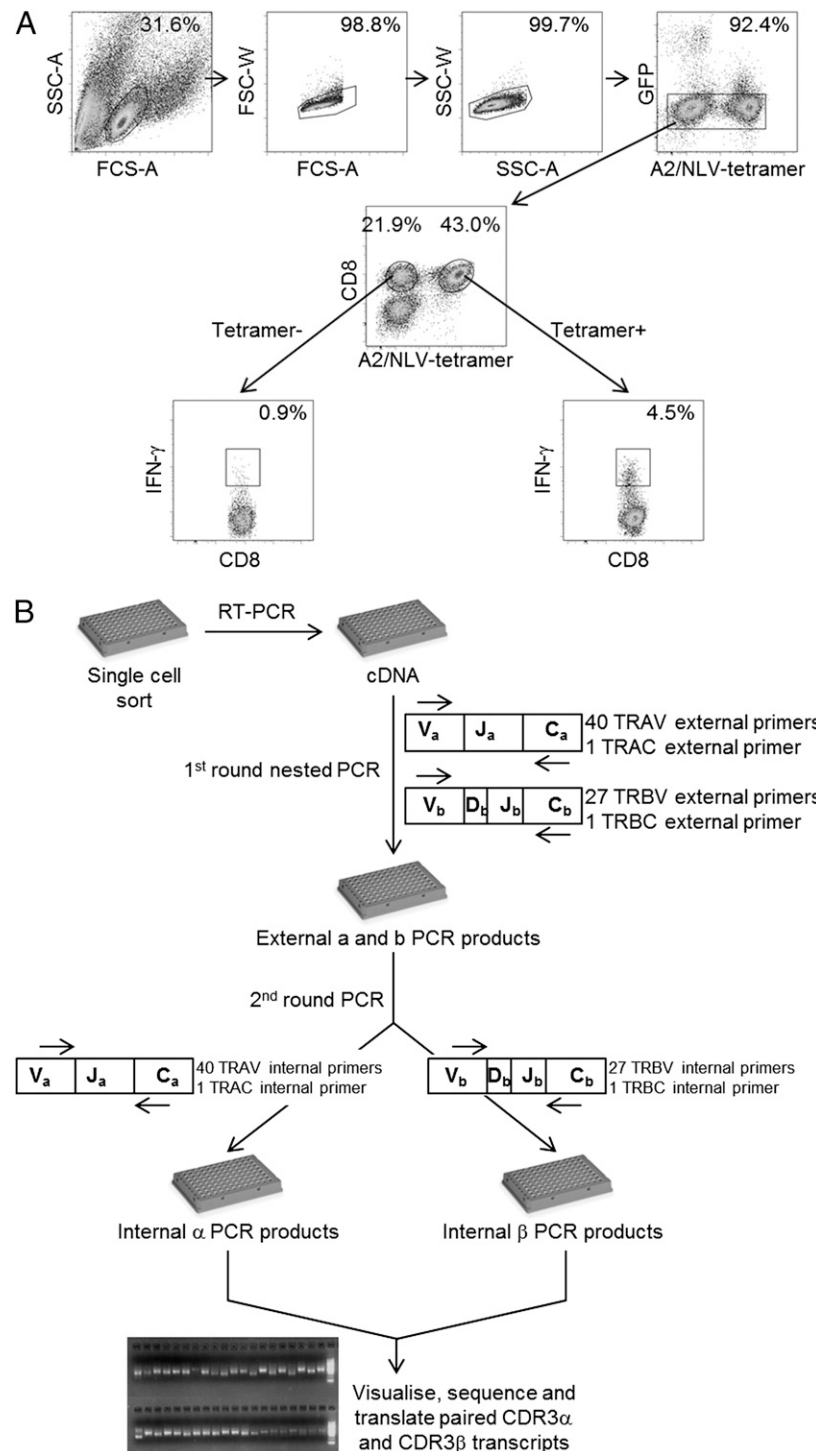 A
31.6%
SSC-A
FCS-A
98.8%
FSC-W
FCS-A
99.7%
SSC-W
SSC-A
92.4%
GFP
A2/NLV-tetramer
21.9% 43.0%
CD8
A2/NLV-tetramer
Tetramer-
Tetramer+
0.9%
IFN-γ
CD8
4.5%
IFN-γ
CD8
B
RT-PCR
Single cell
sort
cDNA
1st round nested PCR
Va Ja Ca
40 TRAV external primers
1 TRAC external primer
Vb Db Jb Cb
27 TRBV external primers
1 TRBC external primer
External a and b PCR products
2nd round PCR
Va Ja Ca
40 TRAV internal primers
1 TRAC internal primer
Vb Db Jb Cb
27 TRBV internal primers
1 TRBC internal primer
Internal α PCR products
Internal β PCR products
Visualise, sequence and
translate paired CDR3α
and CDR3β transcripts